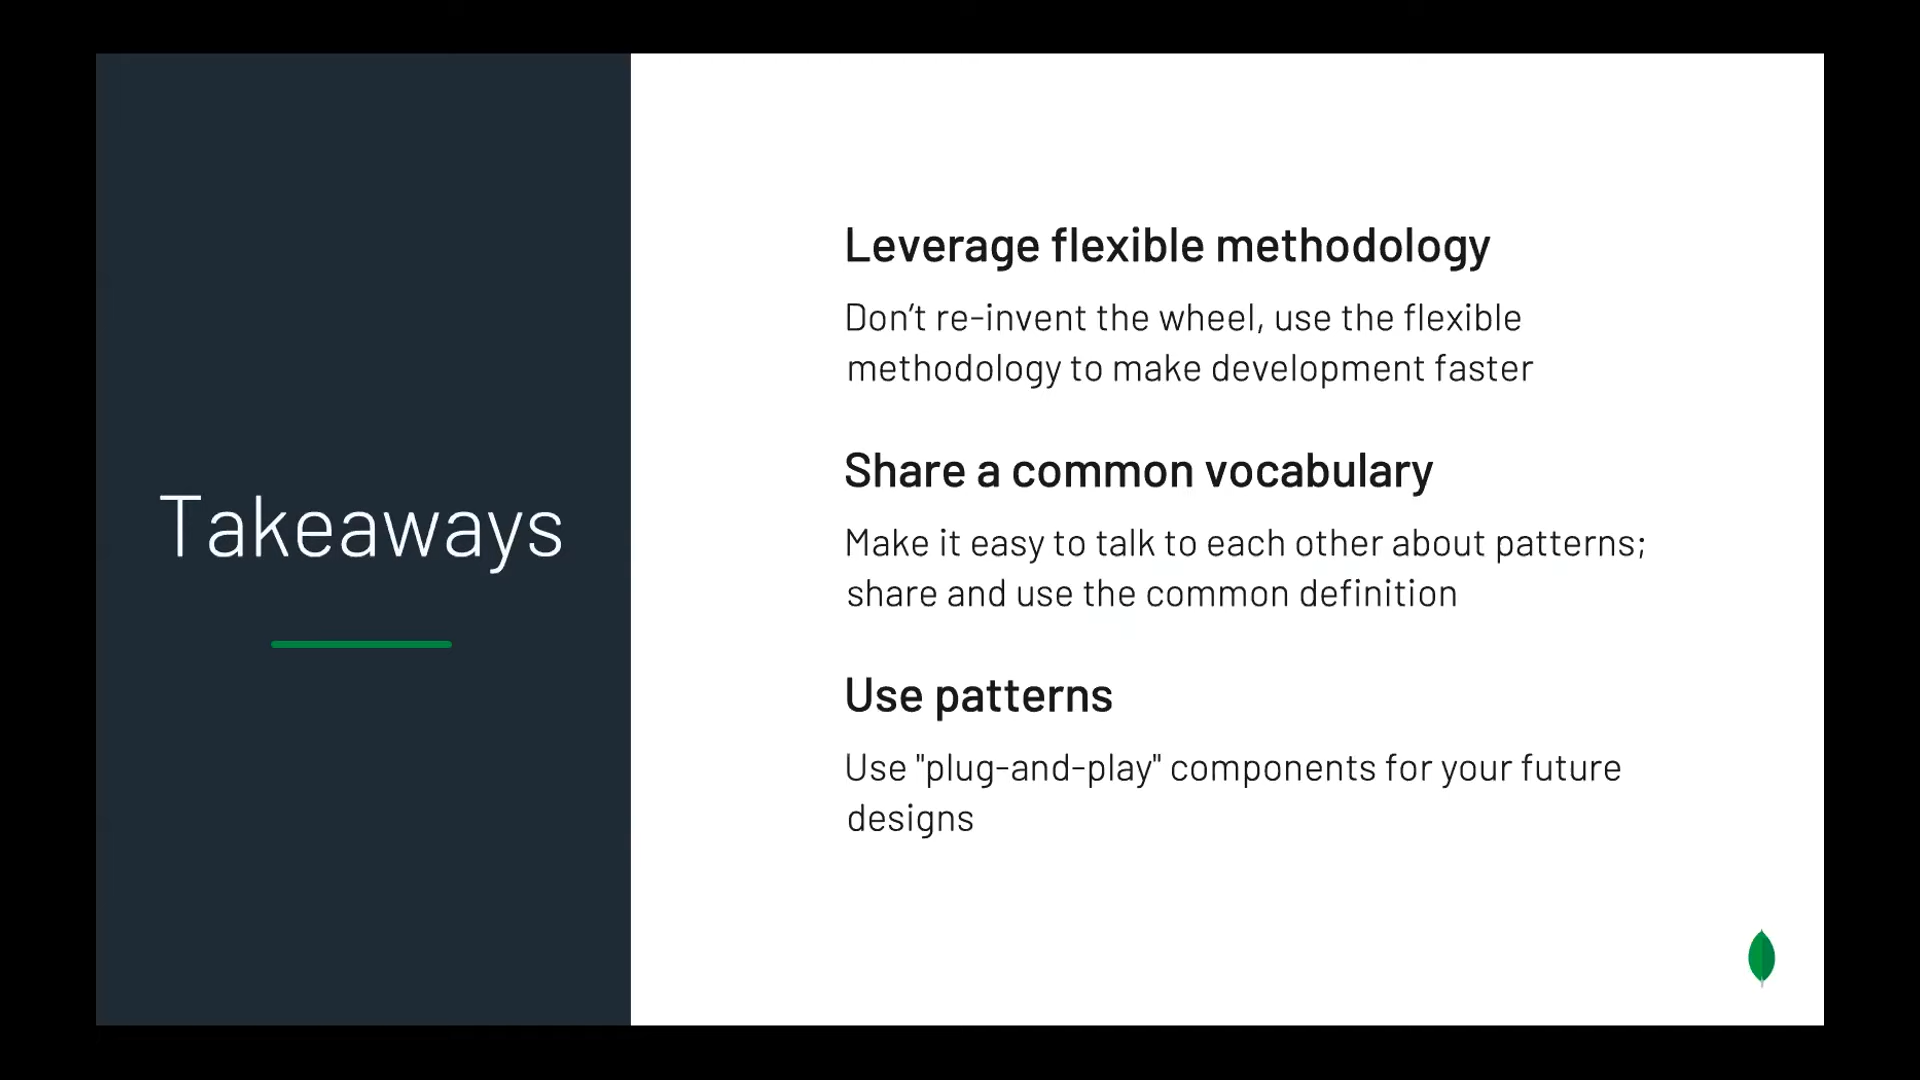 Takeaways
Leverage flexible methodology
Don’t re-invent the wheel, use the flexible
methodology to make development faster
Share a common vocabulary
Make it easy to talk to each other about patterns;
share and use the common definition
Use patterns
Use "plug-and-play" components for your future
designs